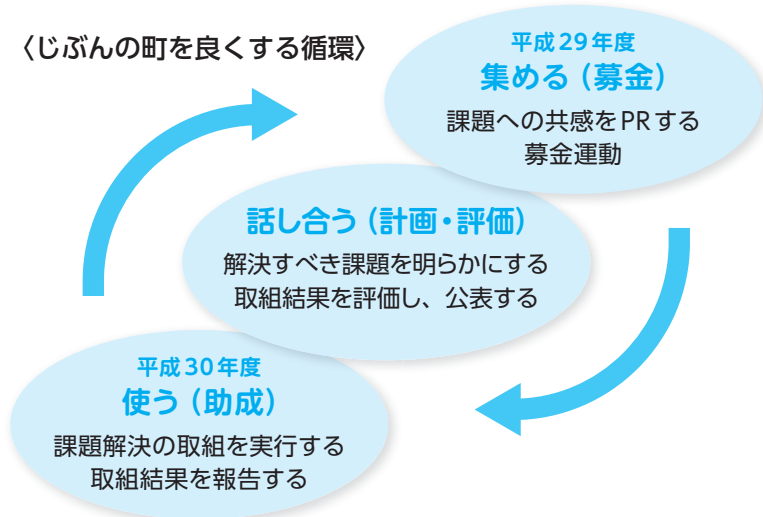 〈じぶんの町を良くする循環〉
平成29年度
集める（募金）
課題への共感をPRする
募金運動
話し合う（計画・評価）
解決すべき課題を明らかにする
取組結果を評価し、公表する
平成30年度
使う（助成）
課題解決の取組を実行する
取組結果を報告する